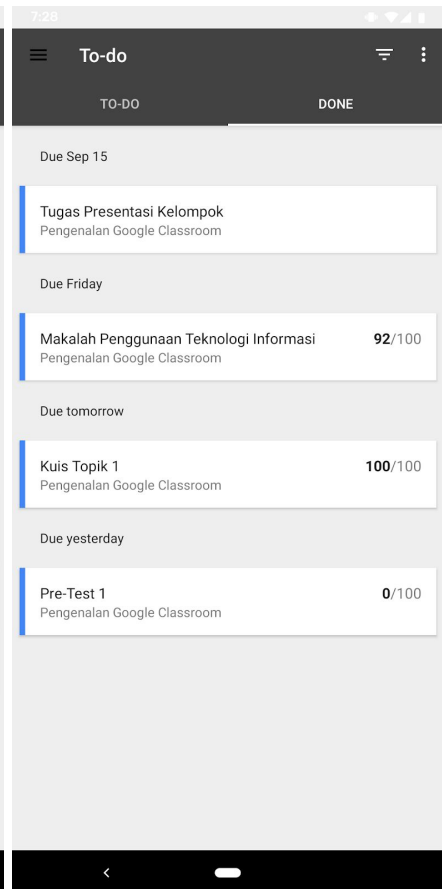 7:28
To-do
TO-DO DONE
Due Sep 15
Tugas Presentasi Kelompok
Pengenalan Google Classroom
Due Friday
Makalah Penggunaan Teknologi Informasi 92/100
Pengenalan Google Classroom
Due tomorrow
Kuis Topik 1 100/100
Pengenalan Google Classroom
Due yesterday
Pre-Test 1 0/100
Pengenalan Google Classroom